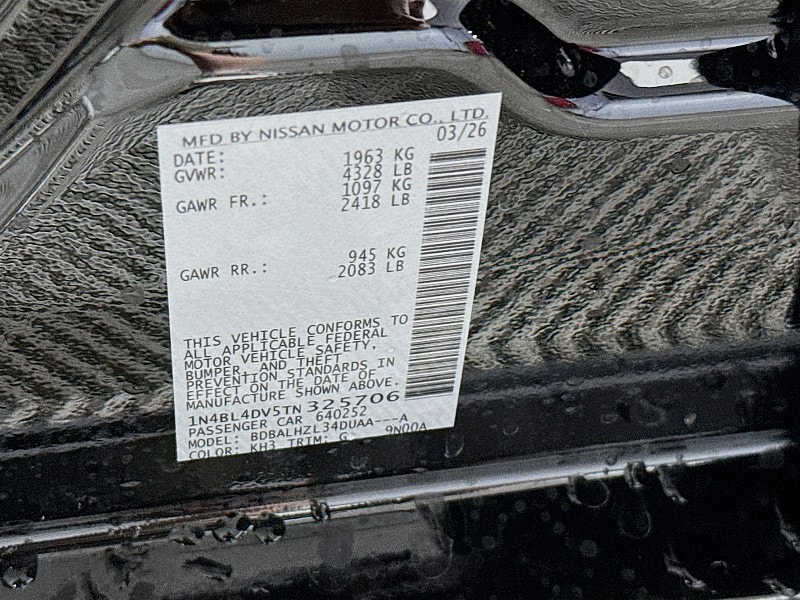 MFD BY NISSAN MOTOR CO., LTD.
03/26
DATE:
GVWR: 1963 KG
4328 LB
GAWR FR.: 1097 KG
2418 LB
GAWR RR.: 945 KG
2083 LB
THIS VEHICLE CONFORMS TO
ALL APPLICABLE FEDERAL
MOTOR VEHICLE SAFETY,
BUMPER, AND THEFT
PREVENTION STANDARDS IN
EFFECT ON THE DATE OF
MANUFACTURE SHOWN ABOVE.
1N4BL4DV5TN325706
PASSENGER CAR 640252
MODEL: BDBALHZL34DUAA---A
COLOR: KH3 TRIM: G 9N00A